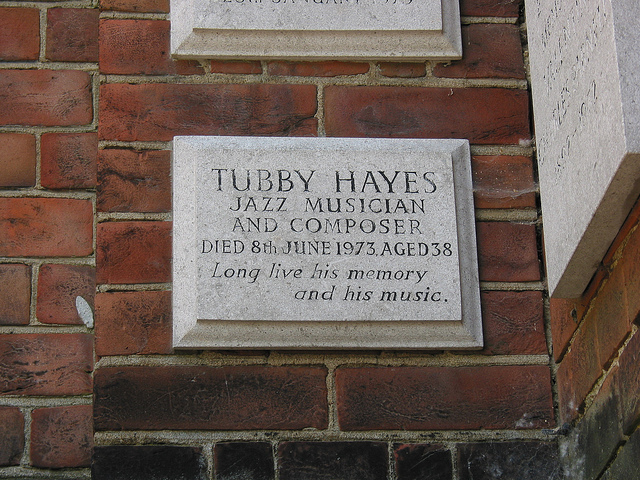 TUBBY HAYES
JAZZ MUSICIAN
AND COMPOSER
DIED 8th JUNE 1973, AGED 38
Long live his memory
and his music.